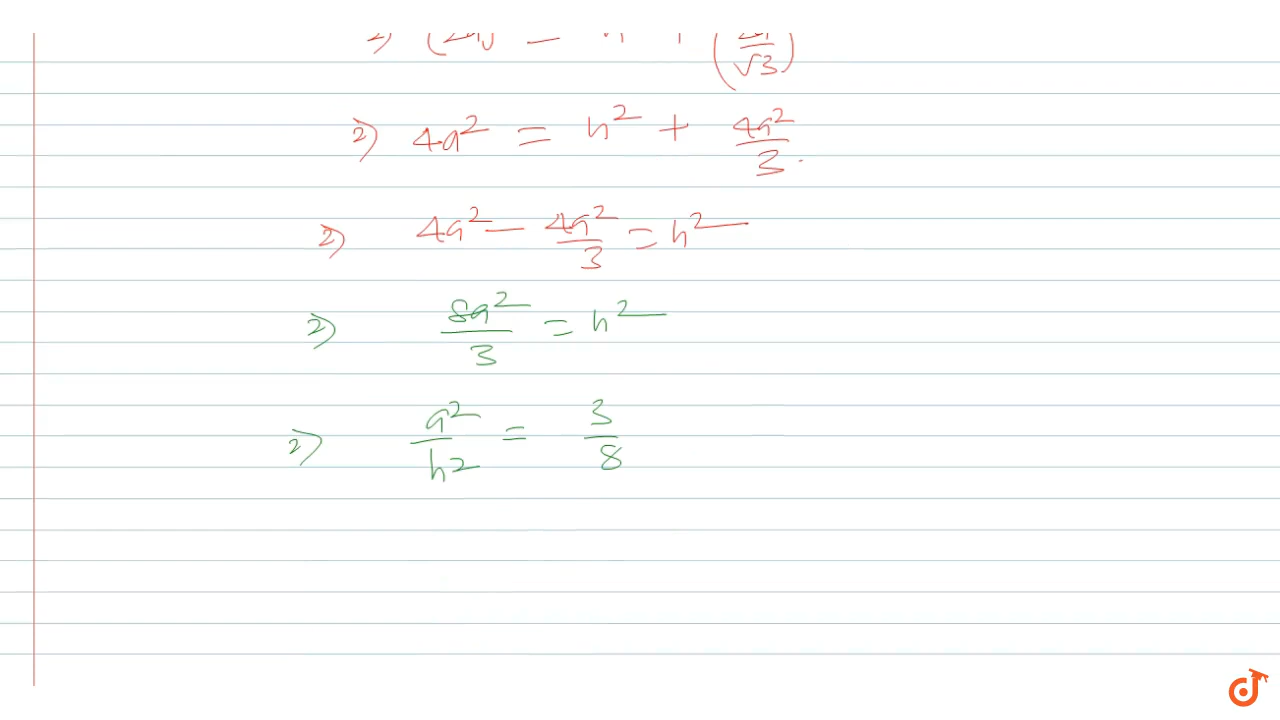 ⇒ 4a² = h² + 4a²/3
⇒ 4a² - 4a²/3 = h²
⇒ 8a²/3 = h²
⇒ a²/h² = 3/8